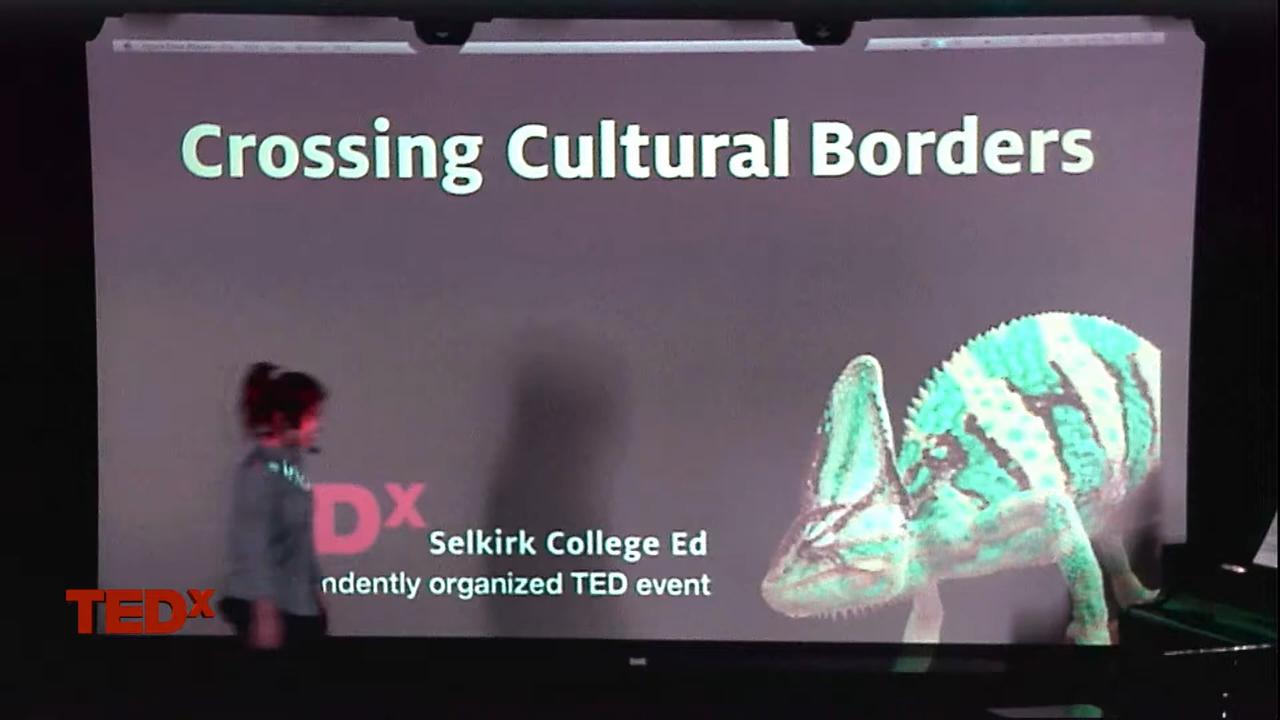 Crossing Cultural Borders
Dx
Selkirk College Ed
ndently organized TED event
TEDx